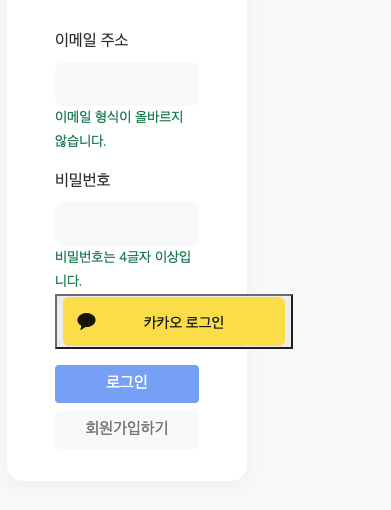 이메일 주소
이메일 형식이 올바르지
않습니다.
비밀번호
비밀번호는 4글자 이상입
니다.
카카오 로그인
로그인
회원가입하기